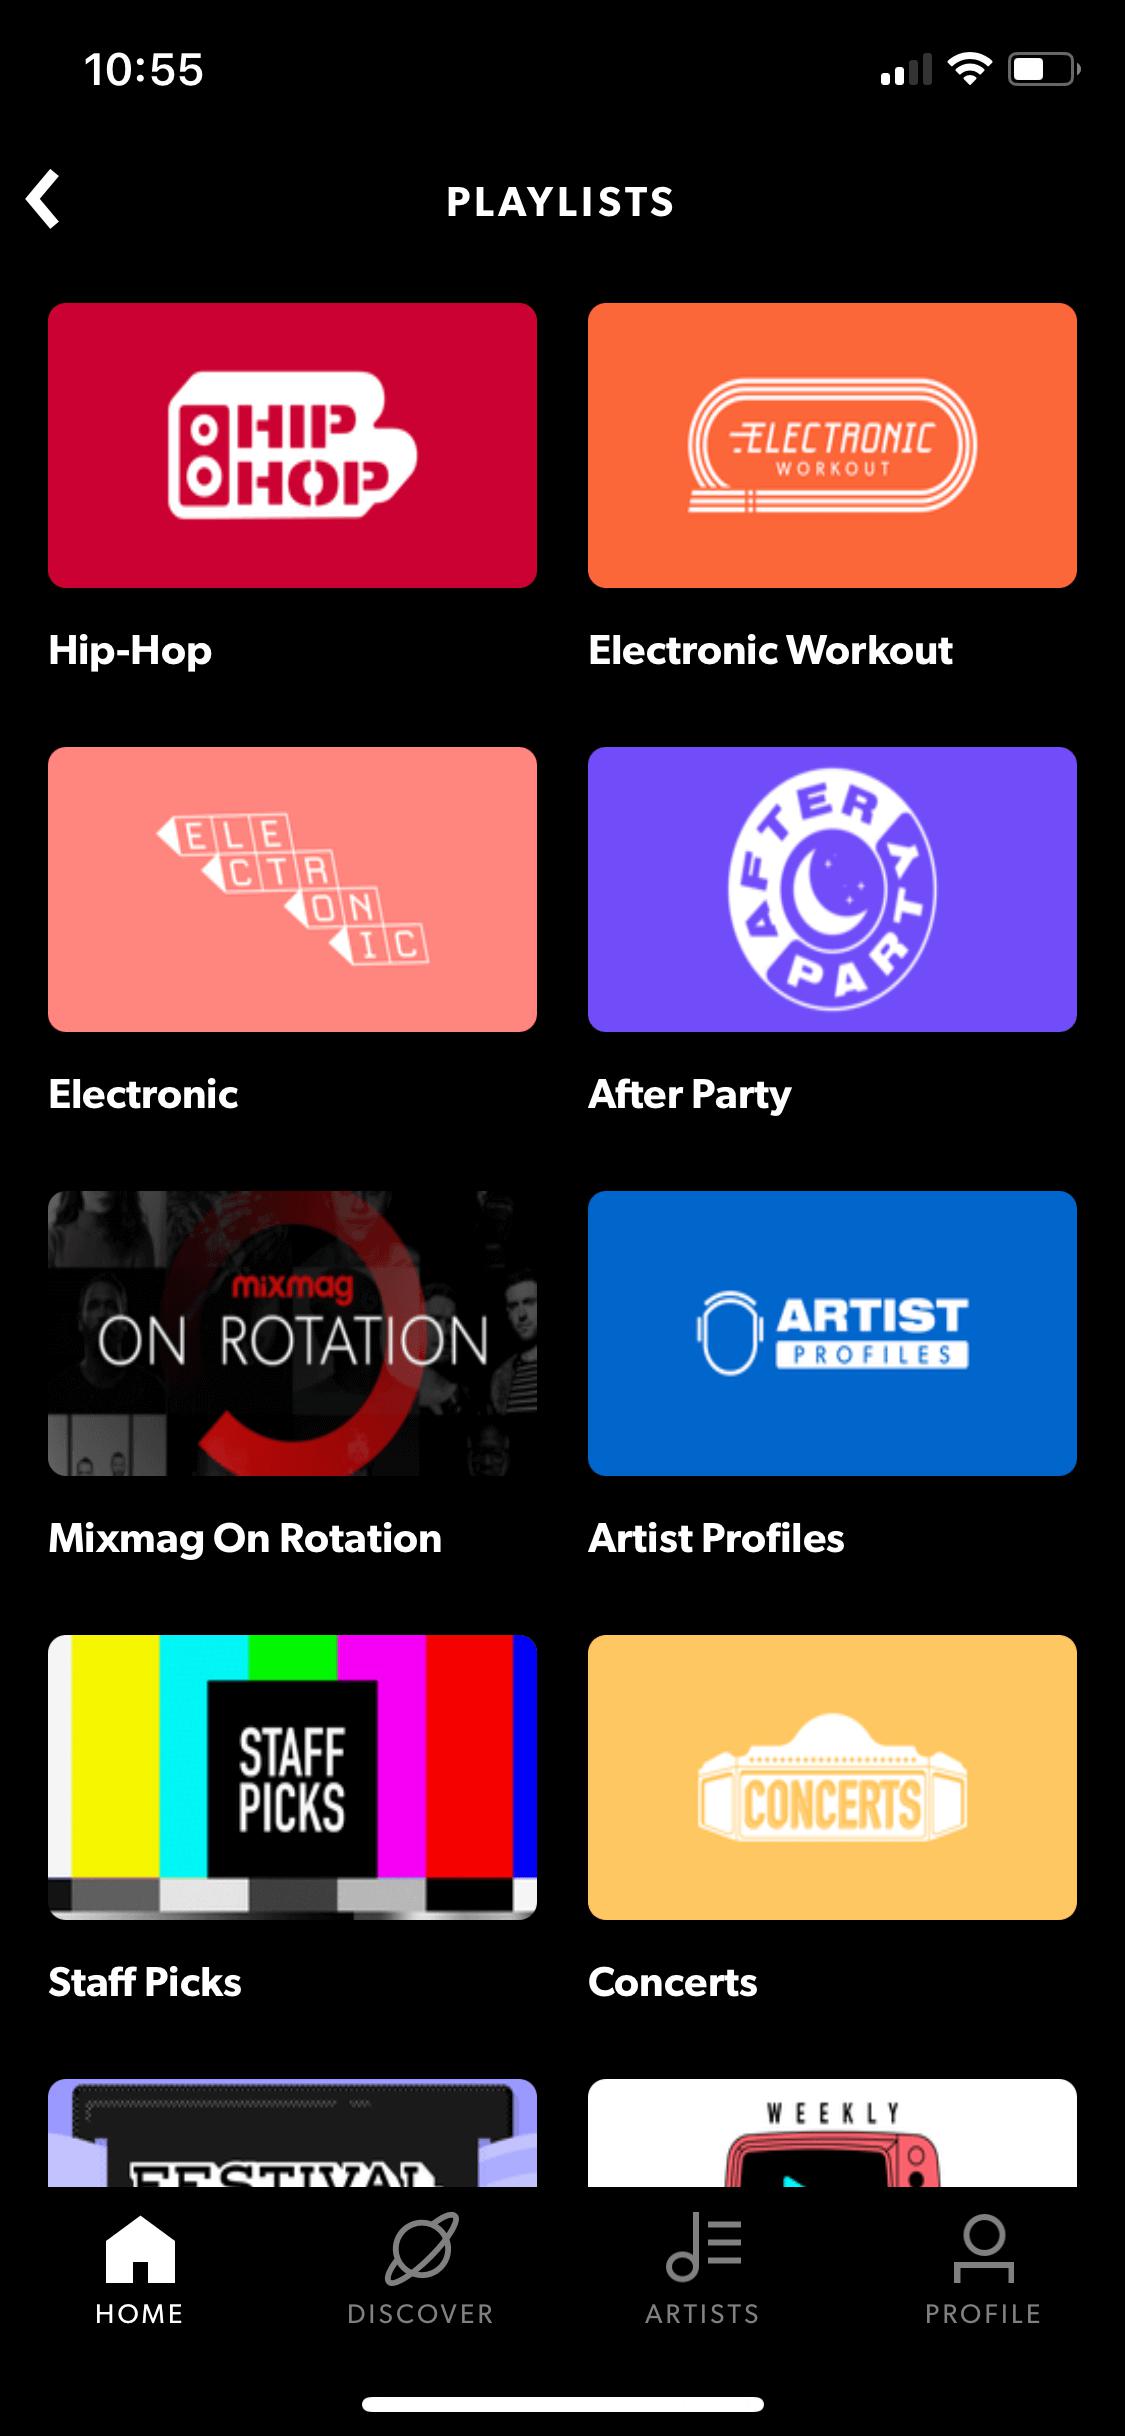 10:55
PLAYLISTS
HIP
HOP
ELECTRONIC
WORKOUT
Hip-Hop
Electronic Workout
ELE
CTR
ON
IC
AFTER
PARTY
Electronic
After Party
mixmag
ON ROTATION
ARTIST
PROFILES
Mixmag On Rotation
Artist Profiles
STAFF
PICKS
CONCERTS
Staff Picks
Concerts
FESTIVAL
WEEKLY
HOME
DISCOVER
ARTISTS
PROFILE